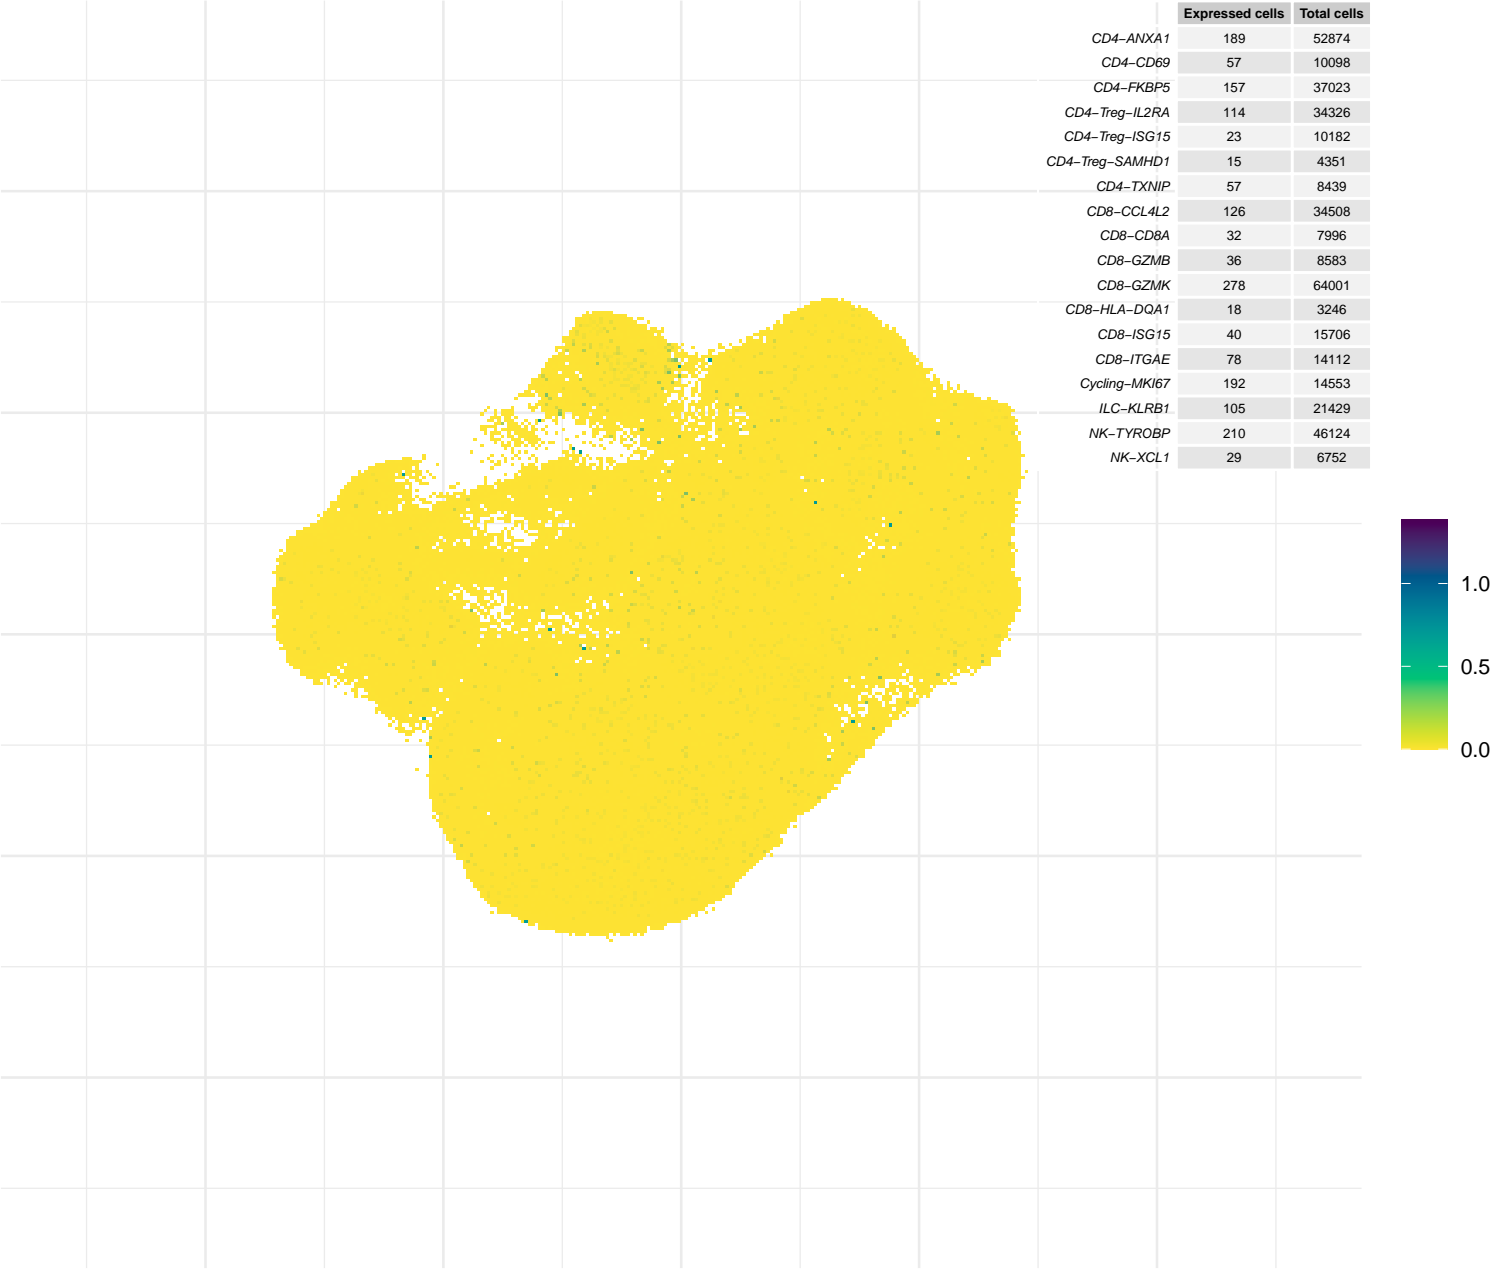 Expressed cells Total cells
CD4−ANXA1 189 52874
CD4−CD69 57 10098
CD4−FKBP5 157 37023
CD4−Treg−IL2RA 114 34326
CD4−Treg−ISG15 23 10182
CD4−Treg−SAMHD1 15 4351
CD4−TXNIP 57 8439
CD8−CCL4L2 126 34508
CD8−CD8A 32 7996
CD8−GZMB 36 8583
CD8−GZMK 278 64001
CD8−HLA−DQA1 18 3246
CD8−ISG15 40 15706
CD8−ITGAE 78 14112
Cycling−MKI67 192 14553
ILC−KLRB1 105 21429
NK−TYROBP 210 46124
NK−XCL1 29 6752
1.0
0.5
0.0